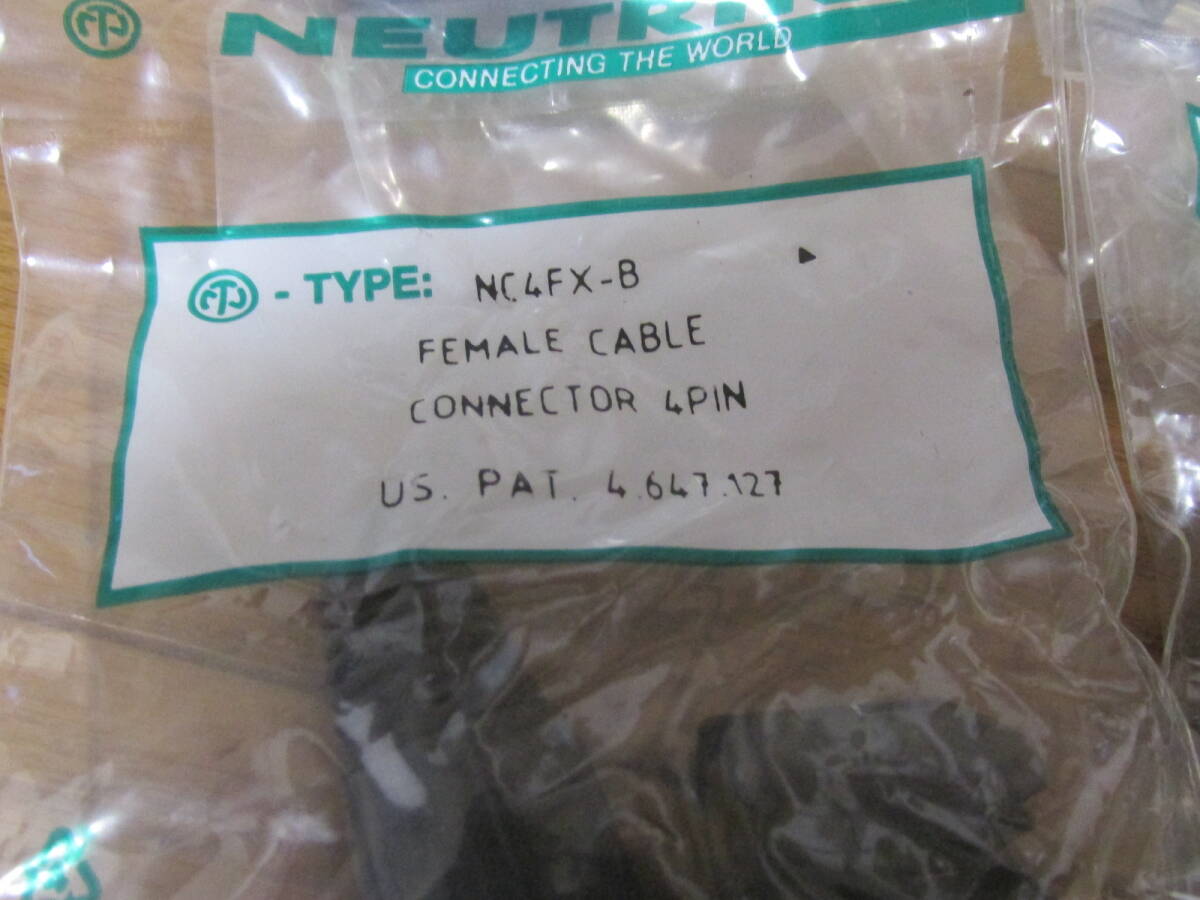 NEUTRIK
CONNECTING THE WORLD
- TYPE: NC4FX-B
FEMALE CABLE
CONNECTOR 4PIN
US. PAT. 4.647.127